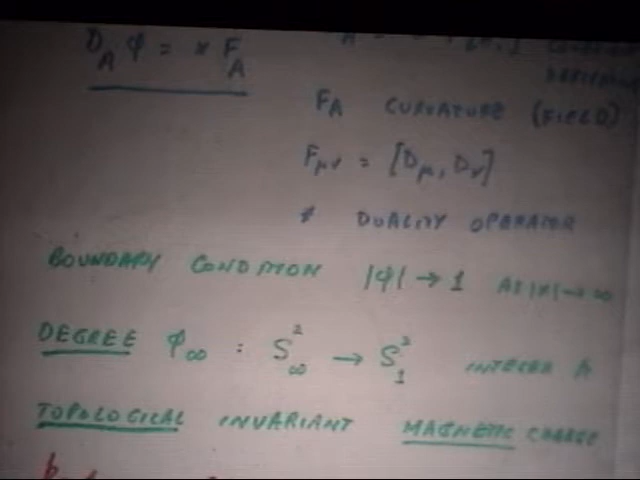 D_A φ = * F_A
F_A CURVATURE (FIELD)
F_μν = [D_μ, D_ν]
* DUALITY OPERATOR
BOUNDARY CONDITION |φ| → 1 AS |x| → ∞
DEGREE φ_∞ : S²_∞ → S²_1 INTEGER k
TOPOLOGICAL INVARIANT MAGNETIC CHARGE